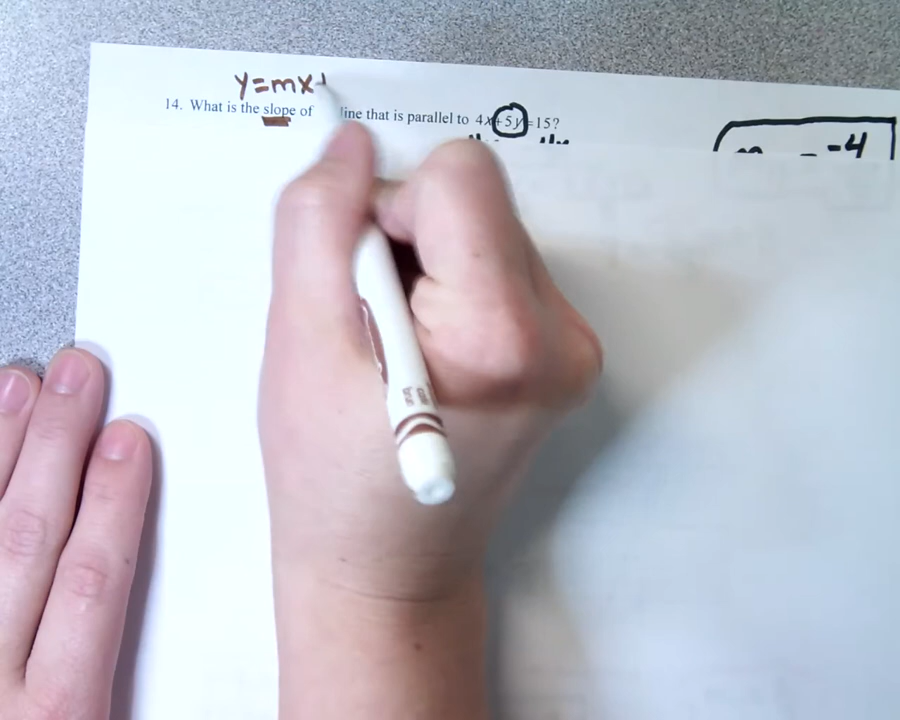 y=mx+
14. What is the slope of line that is parallel to 4x+5y=15?
-4